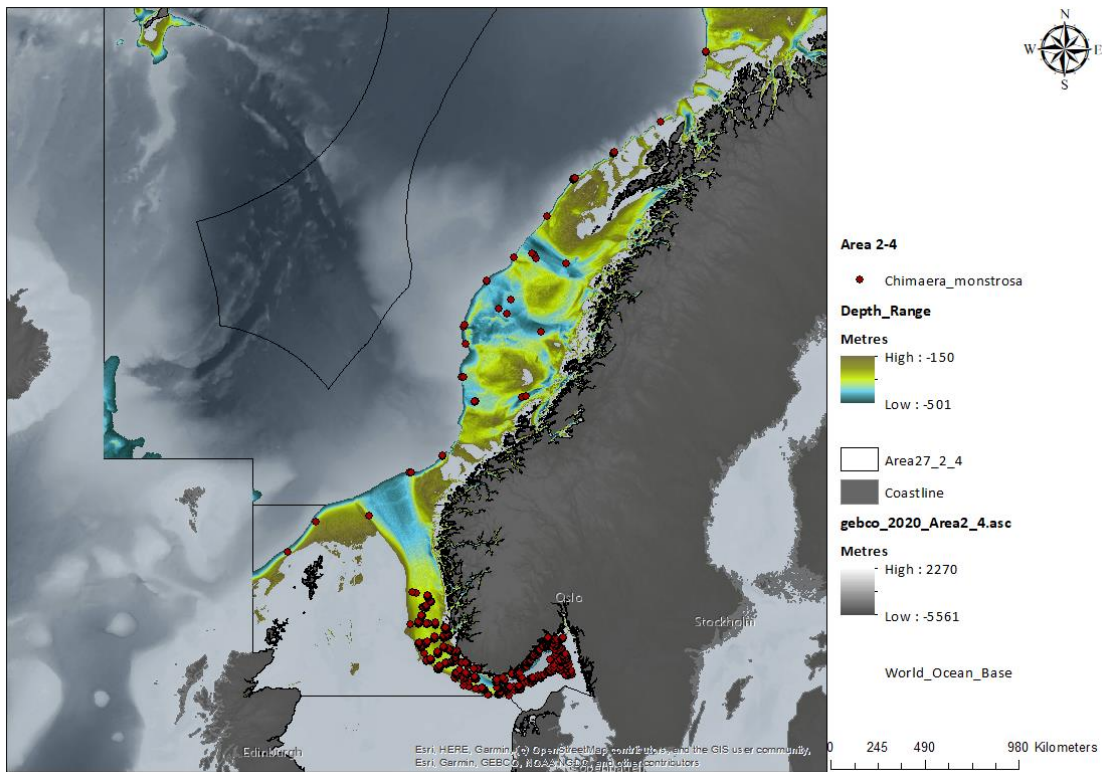 N
W E
S
Area 2-4
Chimaera_monstrosa
Depth_Range
Metres
High : -150
Low : -501
Area27_2_4
Coastline
gebco_2020_Area2_4.asc
Metres
High : 2270
Low : -5561
World_Ocean_Base
0 245 490 980 Kilometers
Oslo
Stockholm
Edinburgh
Esri, HERE, Garmin, (c) OpenStreetMap contributors, and the GIS user community,
Esri, Garmin, GEBCO, NOAA NGDC, and other contributors